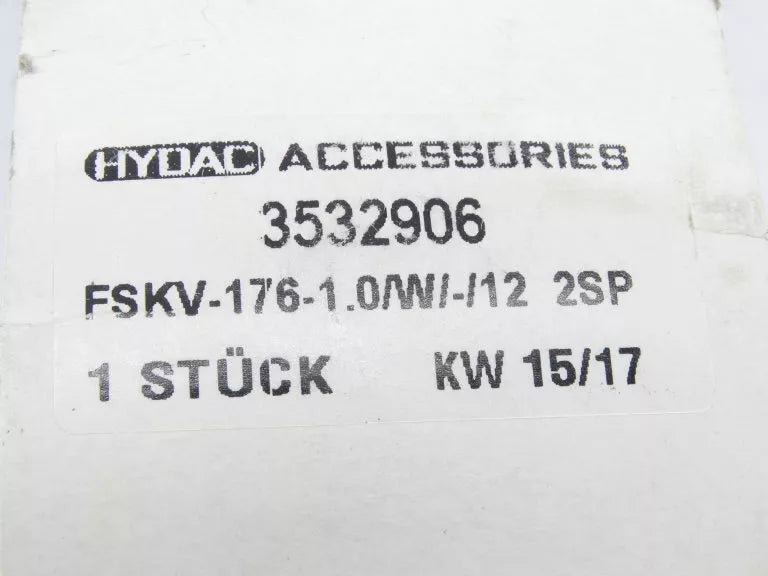 HYDAC ACCESSORIES
3532906
FSKV-176-1.0/W/-/12 2SP
1 STÜCK KW 15/17